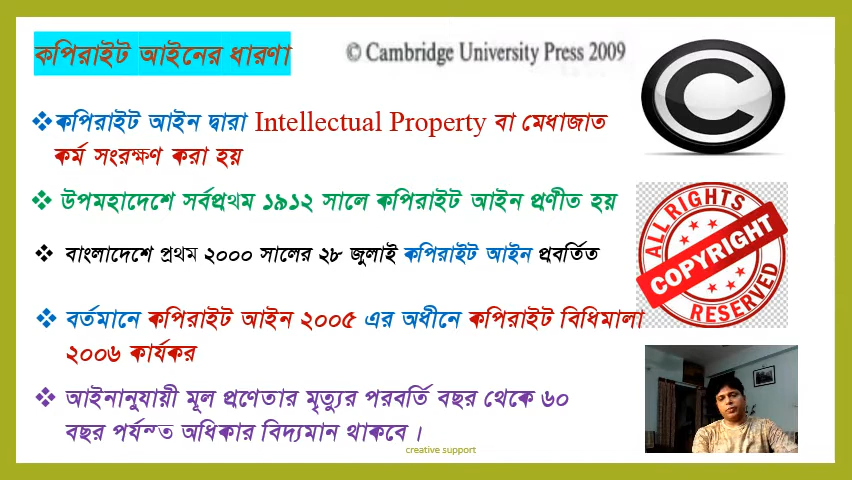 কপিরাইট আইনের ধারণা
© Cambridge University Press 2009
❖কপিরাইট আইন দ্বারা Intellectual Property বা মেধাজাত
কর্ম সংরক্ষণ করা হয়
❖ উপমহাদেশে সর্বপ্রথম ১৯১২ সালে কপিরাইট আইন প্রণীত হয়
❖ বাংলাদেশে প্রথম ২০০০ সালের ২৮ জুলাই কপিরাইট আইন প্রবর্তিত
❖ বর্তমানে কপিরাইট আইন ২০০৫ এর অধীনে কপিরাইট বিধিমালা
২০০৬ কার্যকর
❖ আইনানুযায়ী মূল প্রণেতার মৃত্যুর পরবর্তি বছর থেকে ৬০
বছর পর্যন্ত অধিকার বিদ্যমান থাকবে ।
C
ALL RIGHTS
COPYRIGHT
RESERVED
creative support